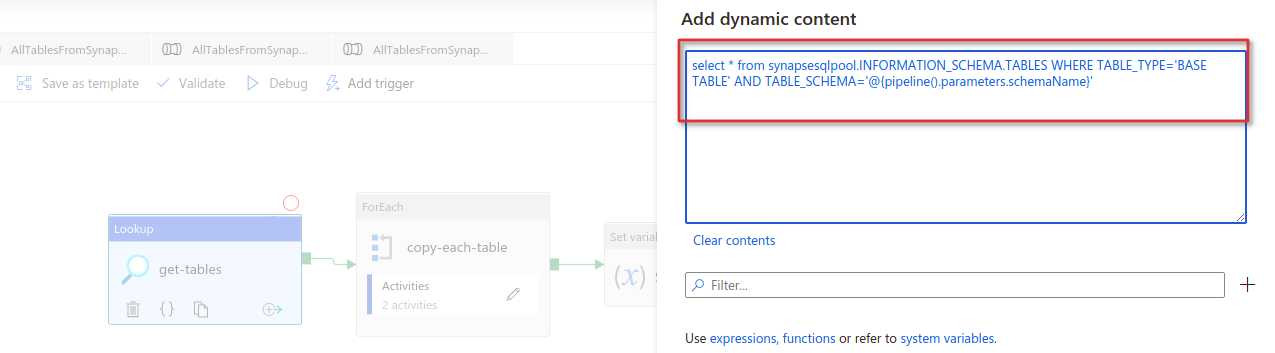 Add dynamic content
AllTablesFromSynap...
AllTablesFromSynap...
AllTablesFromSynap...
select * from synapsesqlpool.INFORMATION_SCHEMA.TABLES WHERE TABLE_TYPE='BASE
TABLE' AND TABLE_SCHEMA='@{pipeline().parameters.schemaName}'
Save as template
Validate
Debug
Add trigger
Lookup
get-tables
{}
ForEach
copy-each-table
Activities
2 activities
Set variab
(x)
Clear contents
Filter...
Use expressions, functions or refer to system variables.